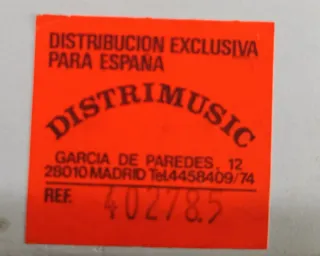 DISTRIBUCION EXCLUSIVA
PARA ESPAÑA
DISTRIMUSIC
GARCIA DE PAREDES, 12
28010 MADRID Tel.4458409/74
REF. 402785